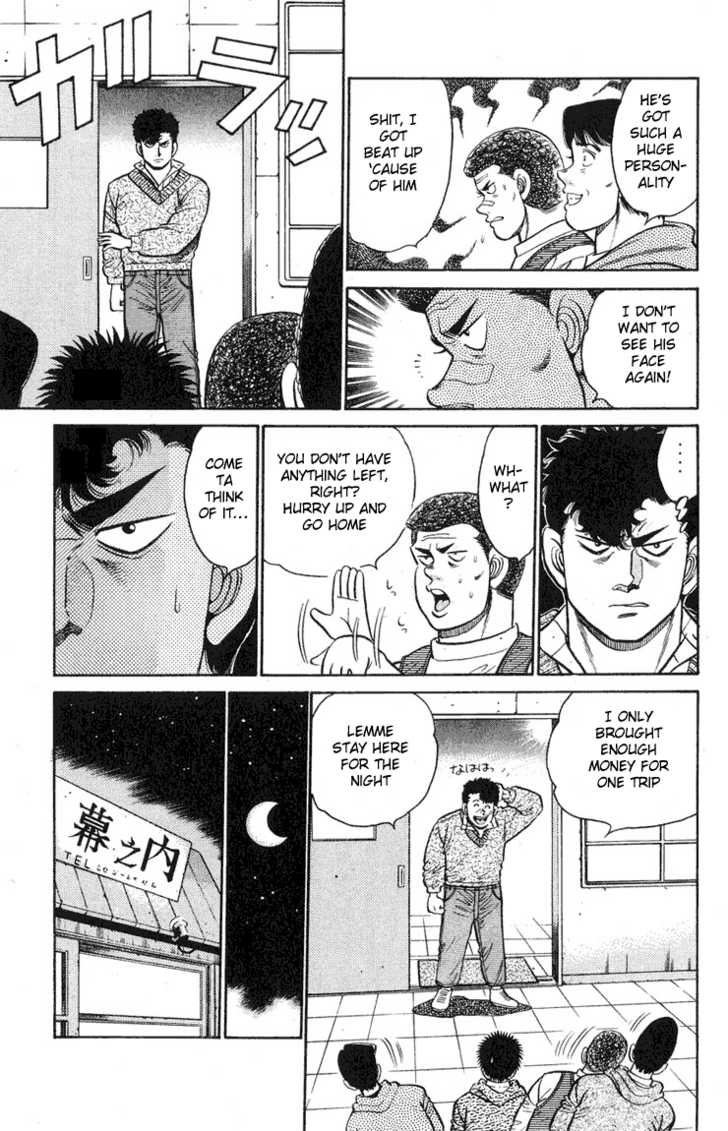 HE'S
GOT
SUCH A
HUGE
PERSON-
ALITY
SHIT, I
GOT
BEAT UP
'CAUSE
OF HIM
ガラッ
I DON'T
WANT TO
SEE HIS
FACE
AGAIN!
....
WH-
WHAT
?
YOU DON'T HAVE
ANYTHING LEFT,
RIGHT?
HURRY UP AND
GO HOME
COME
TA
THINK
OF IT...
I ONLY
BROUGHT
ENOUGH
MONEY FOR
ONE TRIP
LEMME
STAY HERE
FOR THE
NIGHT
なははっ
幕之内
TEL